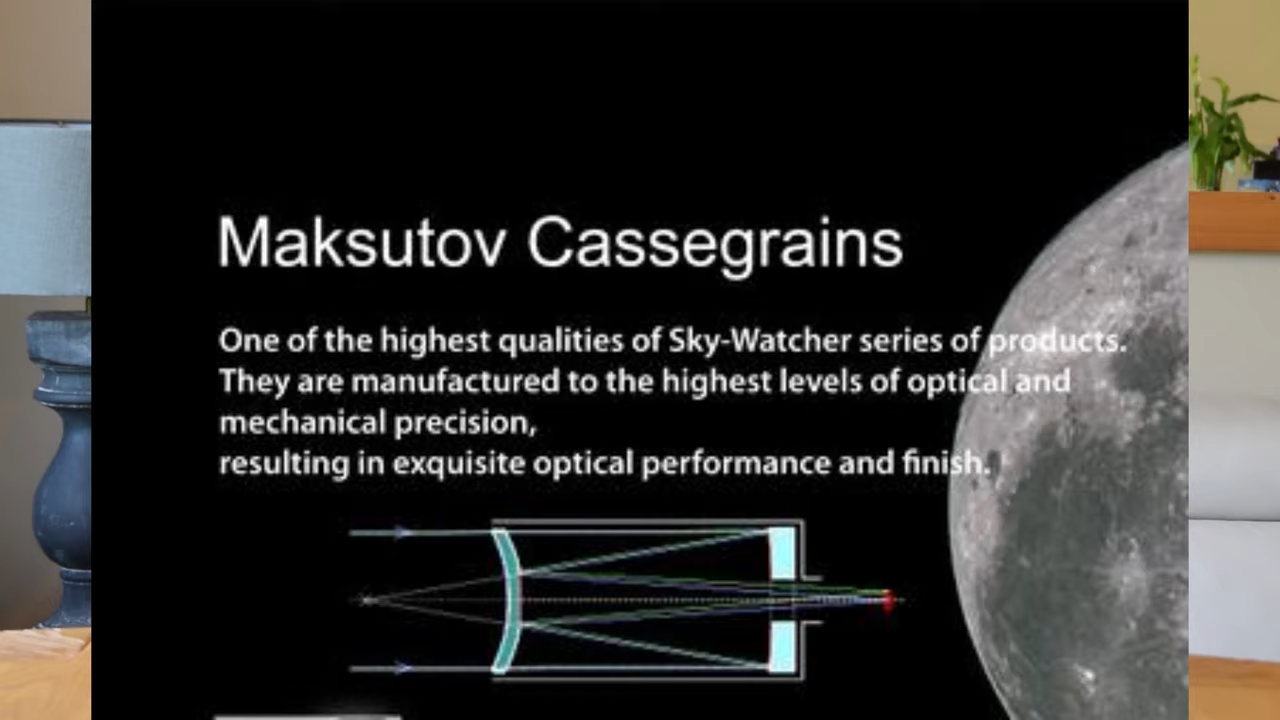 Maksutov Cassegrains
One of the highest qualities of Sky-Watcher series of products.
They are manufactured to the highest levels of optical and
mechanical precision,
resulting in exquisite optical performance and finish.